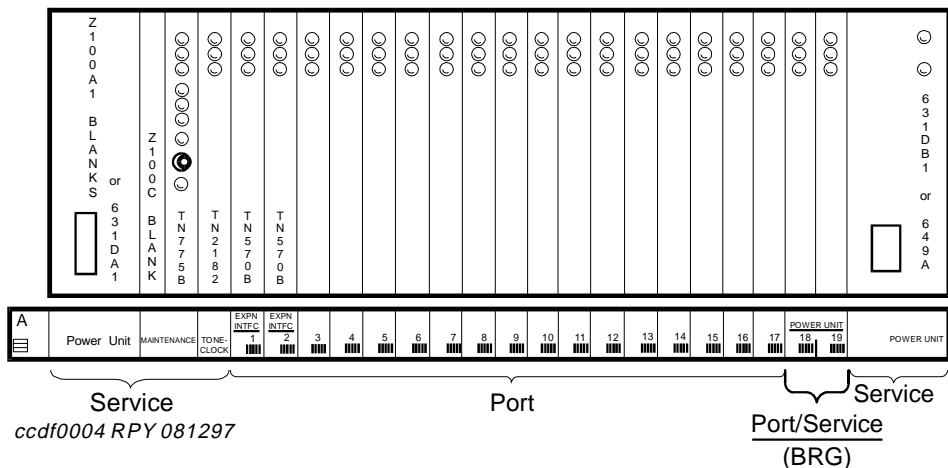 Z100A1 BLANKS
or
631DA1
Z100C BLANK
TN775B
TN2182
TN570B
TN570B
631DB1
or
649A
A
Power Unit
MAINTENANCE
TONE-
CLOCK
EXPN
INTFC
1
EXPN
INTFC
2
3
4
5
6
7
8
9
10
11
12
13
14
15
16
17
POWER UNIT
18
19
POWER UNIT
Service
Port
Port/Service
(BRG)
Service
ccdf0004 RPY 081297